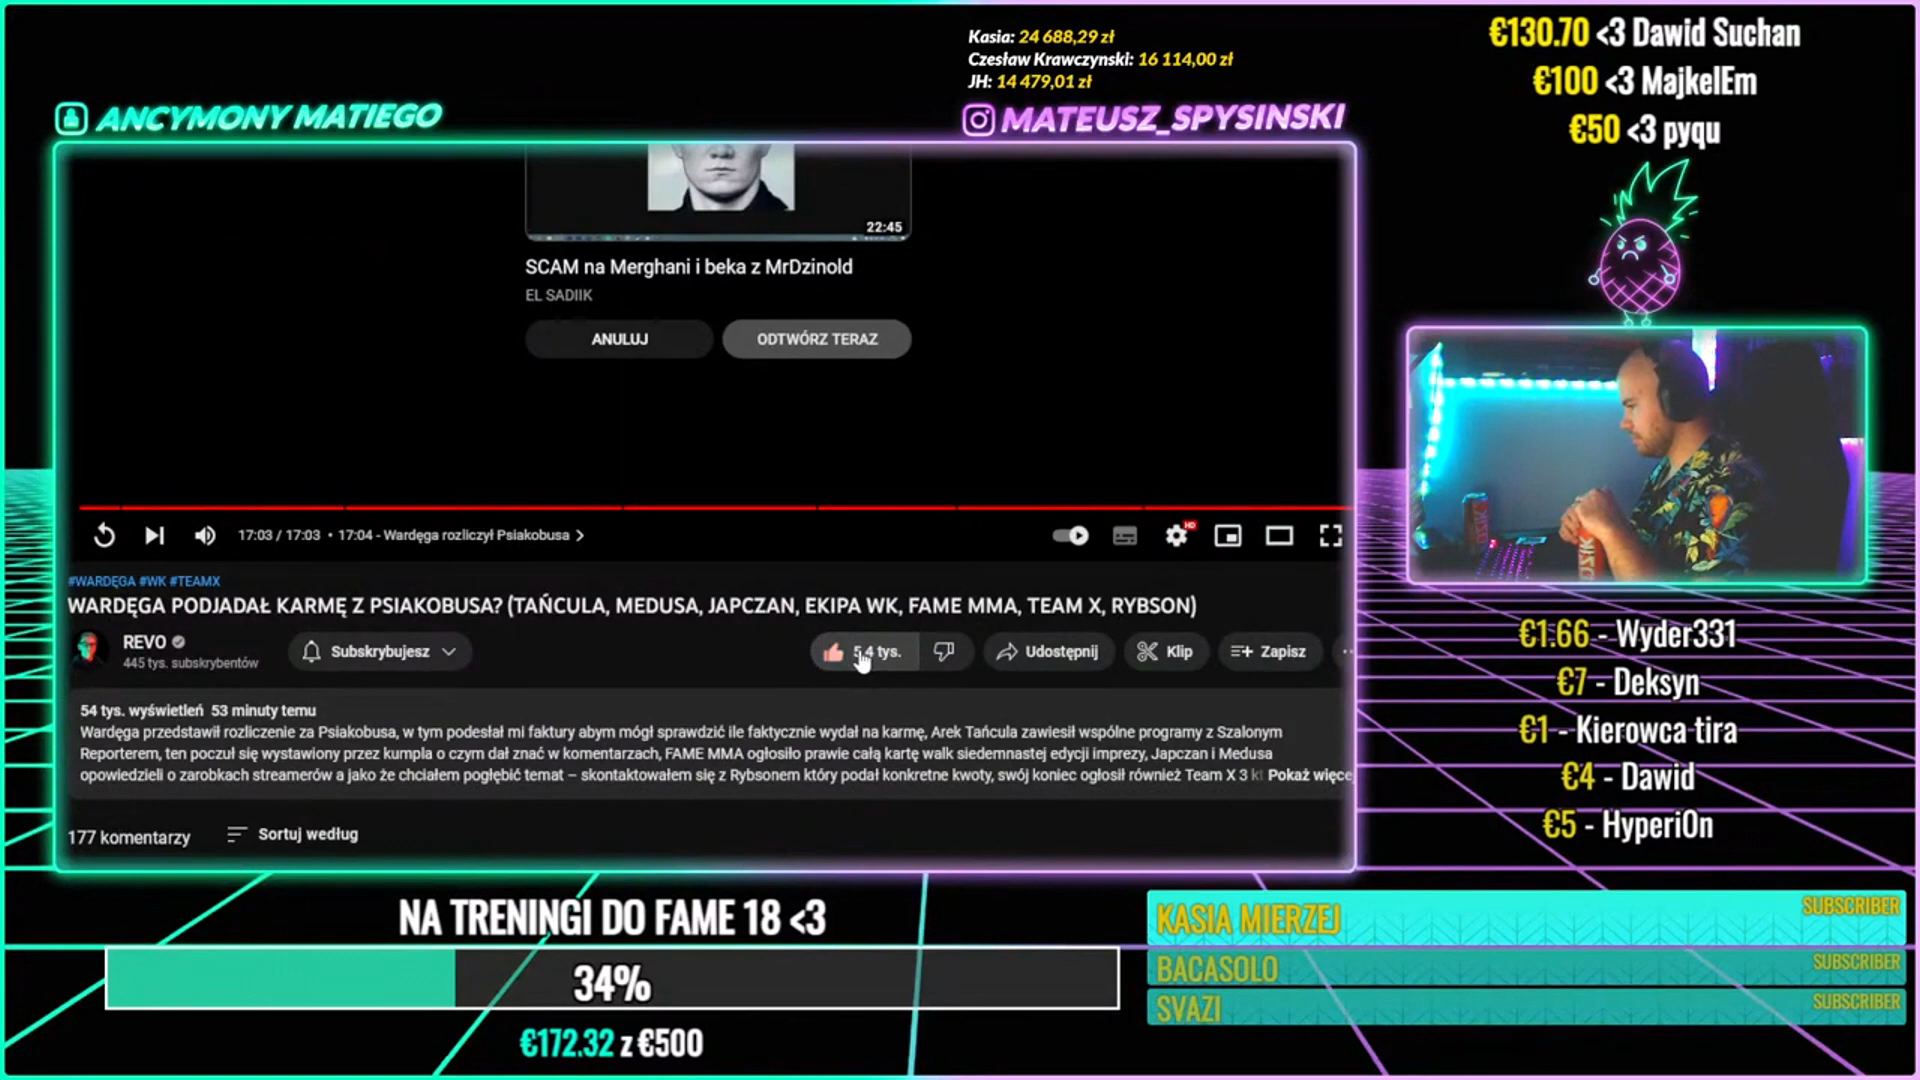 Kasia: 24 688,29 zł
Czesław Krawczynski: 16 114,00 zł
JH: 14 479,01 zł
€130.70 <3 Dawid Suchan
€100 <3 MajkelEm
€50 <3 pyqu
ANCYMONY MATIEGO
MATEUSZ_SPYSINSKI
22:45
SCAM na Merghani i beka z MrDzinold
EL SADIIK
ANULUJ
ODTWÓRZ TERAZ
17:03 / 17:03 • 17:04 - Wardęga rozliczył Psiakobusa >
HD
#WARDĘGA #WK #TEAMX
WARDĘGA PODJADAŁ KARMĘ Z PSIAKOBUSA? (TAŃCULA, MEDUSA, JAPCZAN, EKIPA WK, FAME MMA, TEAM X, RYBSON)
REVO
445 tys. subskrybentów
Subskrybujesz
5,4 tys.
Udostępnij
Klip
Zapisz
54 tys. wyświetleń 53 minuty temu
Wardęga przedstawił rozliczenie za Psiakobusa, w tym podesłał mi faktury abym mógł sprawdzić ile faktycznie wydał na karmę, Arek Tańcula zawiesił wspólne programy z Szalonym
Reporterem, ten poczuł się wystawiony przez kumpla o czym dał znać w komentarzach, FAME MMA ogłosiło prawie całą kartę walk siedemnastej edycji imprezy, Japczan i Medusa
opowiedzieli o zarobkach streamerów a jako że chciałem pogłębić temat – skontaktowałem się z Rybsonem który podał konkretne kwoty, swój koniec ogłosił również Team X 3 k Pokaż więcej
177 komentarzy
Sortuj według
€1.66 - Wyder331
€7 - Deksyn
€1 - Kierowca tira
€4 - Dawid
€5 - Hyperi0n
NA TRENINGI DO FAME 18 <3
34%
€172.32 z €500
KASIA MIERZEJ
SUBSCRIBER
BACASOLO
SUBSCRIBER
SVAZI
SUBSCRIBER